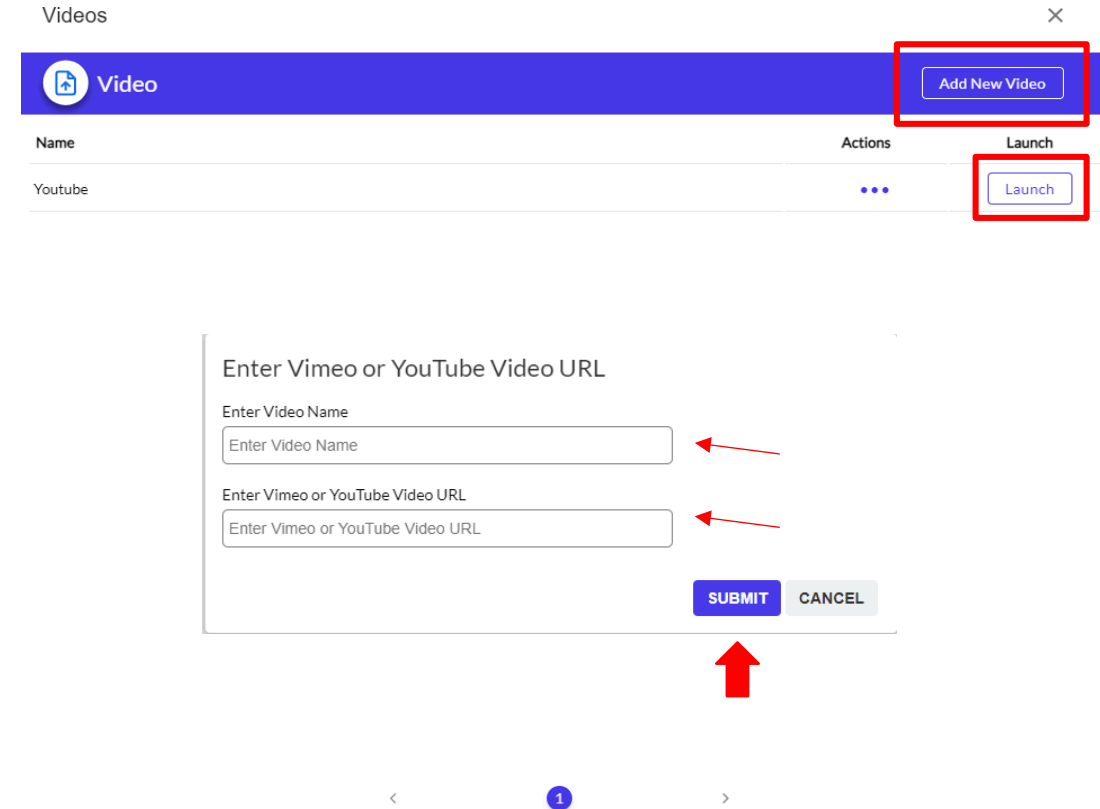 Videos
Video
Add New Video
Name Actions Launch
Youtube Launch
Enter Vimeo or YouTube Video URL
Enter Video Name
Enter Video Name
Enter Vimeo or YouTube Video URL
Enter Vimeo or YouTube Video URL
SUBMIT CANCEL
1